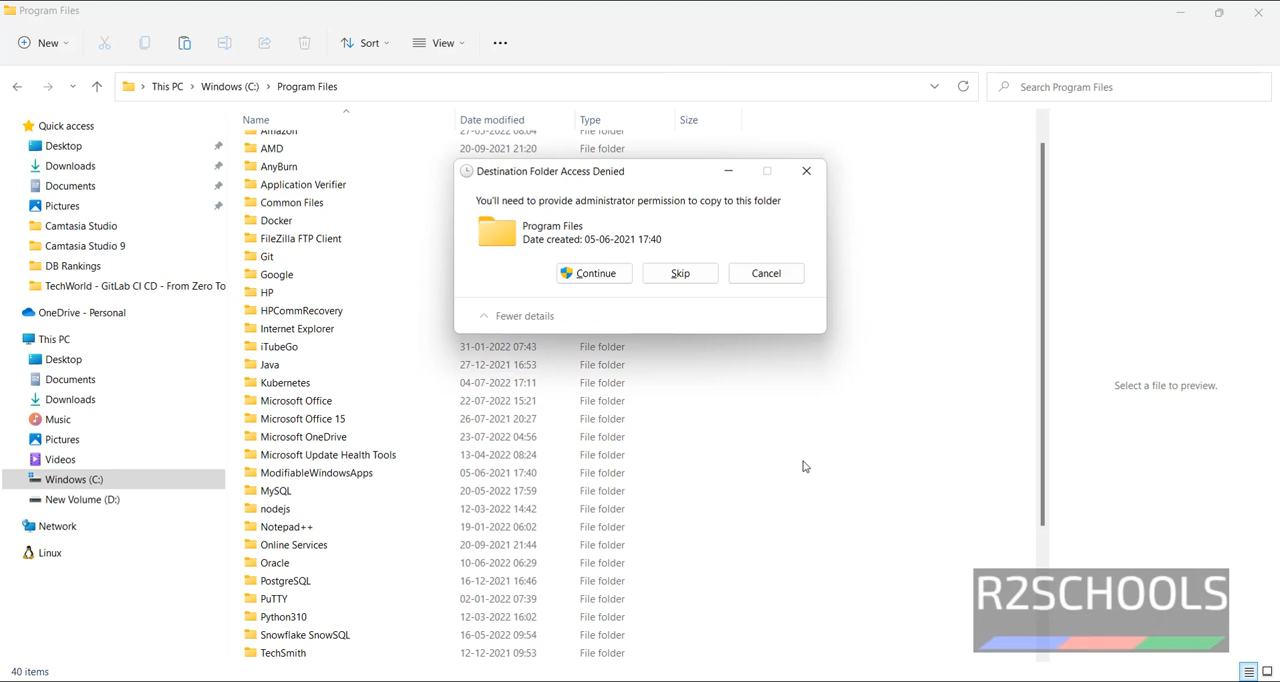 Program Files
New Sort View
This PC > Windows (C:) > Program Files
Search Program Files
Name Date modified Type Size
Quick access
Desktop
Downloads
Documents
Pictures
Camtasia Studio
Camtasia Studio 9
DB Rankings
TechWorld - GitLab CI CD - From Zero To
OneDrive - Personal
This PC
Desktop
Documents
Downloads
Music
Pictures
Videos
Windows (C:)
New Volume (D:)
Network
Linux
Amazon 27-03-2022 08:04 File folder
AMD 20-09-2021 21:20 File folder
AnyBurn
Application Verifier
Common Files
Docker
FileZilla FTP Client
Git
Google
HP
HPCommRecovery
Internet Explorer
iTubeGo 31-01-2022 07:43 File folder
Java 27-12-2021 16:53 File folder
Kubernetes 04-07-2022 17:11 File folder
Microsoft Office 22-07-2022 15:21 File folder
Microsoft Office 15 26-07-2021 20:27 File folder
Microsoft OneDrive 23-07-2022 04:56 File folder
Microsoft Update Health Tools 13-04-2022 08:24 File folder
ModifiableWindowsApps 05-06-2021 17:40 File folder
MySQL 20-05-2022 17:59 File folder
nodejs 12-03-2022 14:42 File folder
Notepad++ 19-01-2022 06:02 File folder
Online Services 20-09-2021 21:44 File folder
Oracle 10-06-2022 06:29 File folder
PostgreSQL 16-12-2021 16:46 File folder
PuTTY 02-01-2022 07:39 File folder
Python310 12-03-2022 16:02 File folder
Snowflake SnowSQL 16-05-2022 09:54 File folder
TechSmith 12-12-2021 09:53 File folder
Destination Folder Access Denied
You'll need to provide administrator permission to copy to this folder
Program Files
Date created: 05-06-2021 17:40
Continue Skip Cancel
Fewer details
Select a file to preview.
R2SCHOOLS
40 items